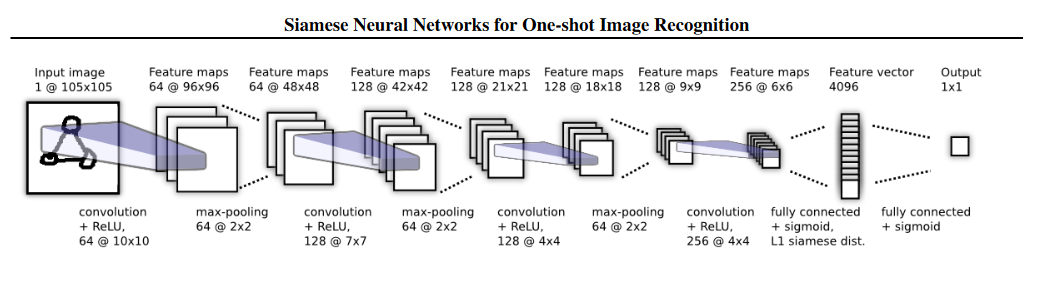 Siamese Neural Networks for One-shot Image Recognition
Input image
1 @ 105x105
Feature maps
64 @ 96x96
Feature maps
64 @ 48x48
Feature maps
128 @ 42x42
Feature maps
128 @ 21x21
Feature maps
128 @ 18x18
Feature maps
128 @ 9x9
Feature maps
256 @ 6x6
Feature vector
4096
Output
1x1
convolution
+ ReLU,
64 @ 10x10
max-pooling
64 @ 2x2
convolution
+ ReLU,
128 @ 7x7
max-pooling
64 @ 2x2
convolution
+ ReLU,
128 @ 4x4
max-pooling
64 @ 2x2
convolution
+ ReLU,
256 @ 4x4
fully connected
+ sigmoid,
L1 siamese dist.
fully connected
+ sigmoid